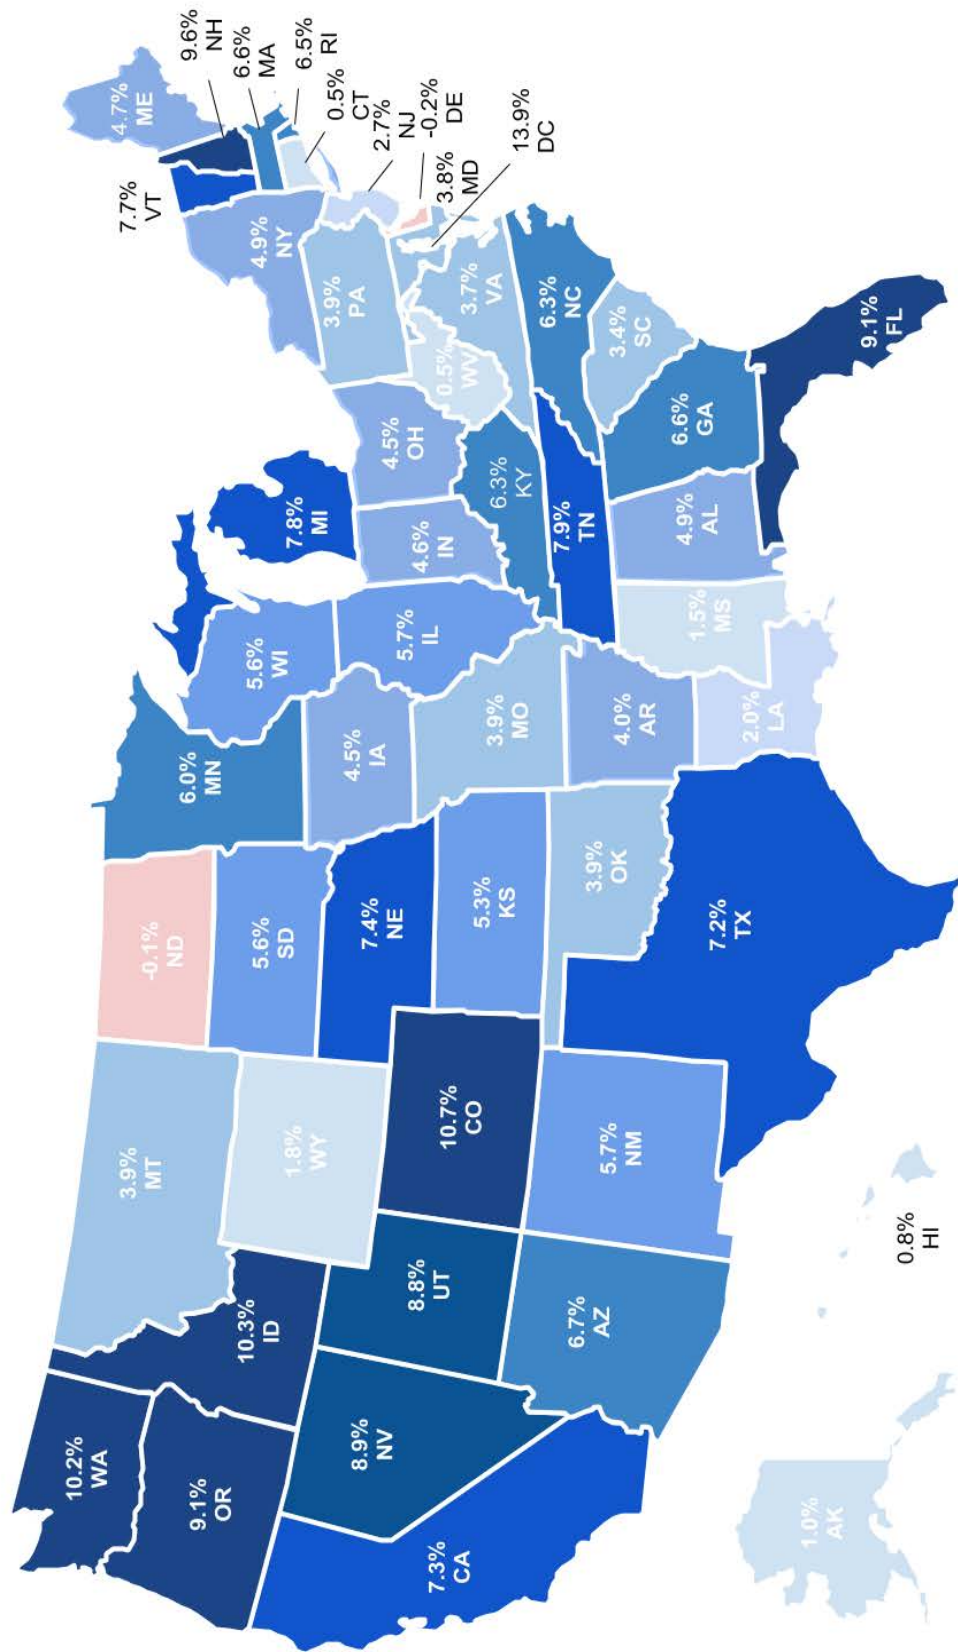 10.2%
WA
9.1%
OR
7.3%
CA
10.3%
ID
8.9%
NV
3.9%
MT
1.8%
WY
8.8%
UT
6.7%
AZ
10.7%
CO
5.7%
NM
-0.1%
ND
5.6%
SD
7.4%
NE
5.3%
KS
3.9%
OK
7.2%
TX
6.0%
MN
4.5%
IA
3.9%
MO
4.0%
AR
2.0%
LA
5.6%
WI
5.7%
IL
7.8%
MI
4.6%
IN
4.5%
OH
6.3%
KY
7.9%
TN
1.5%
MS
4.9%
AL
6.6%
GA
9.1%
FL
3.4%
SC
6.3%
NC
3.7%
VA
0.5%
WV
3.9%
PA
4.9%
NY
7.7%
VT
4.7%
ME
9.6%
NH
6.6%
MA
6.5%
RI
0.5%
CT
2.7%
NJ
-0.2%
DE
3.8%
MD
13.9%
DC
1.0%
AK
0.8%
HI